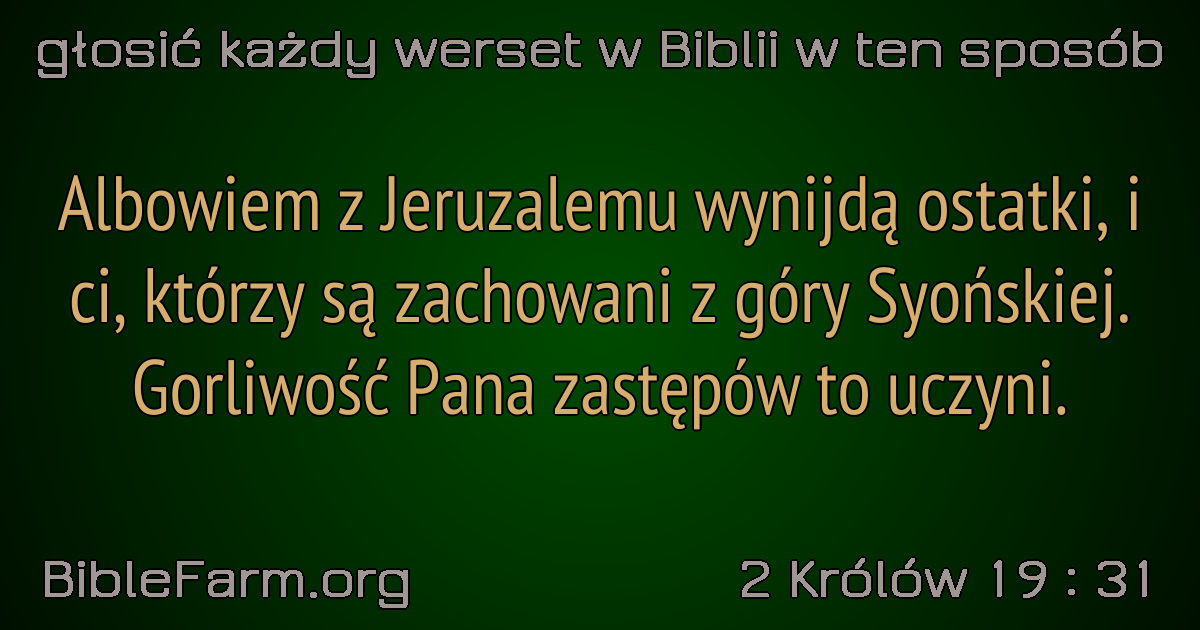 głosić każdy werset w Biblii w ten sposób
Albowiem z Jeruzalemu wynijdą ostatki, i
ci, którzy są zachowani z góry Syońskiej.
Gorliwość Pana zastępów to uczyni.
BibleFarm.org
2 Królów 19 : 31